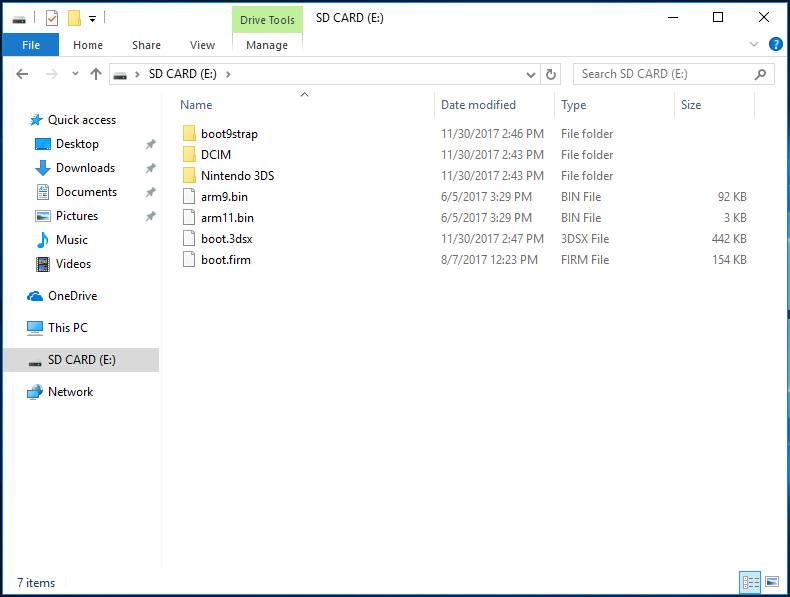 Drive Tools SD CARD (E:)
File Home Share View Manage
SD CARD (E:) Search SD CARD (E:)
Name Date modified Type Size
Quick access
Desktop
Downloads
Documents
Pictures
Music
Videos
OneDrive
This PC
SD CARD (E:)
Network
boot9strap 11/30/2017 2:46 PM File folder
DCIM 11/30/2017 2:43 PM File folder
Nintendo 3DS 11/30/2017 2:43 PM File folder
arm9.bin 6/5/2017 3:29 PM BIN File 92 KB
arm11.bin 6/5/2017 3:29 PM BIN File 3 KB
boot.3dsx 11/30/2017 2:47 PM 3DSX File 442 KB
boot.firm 8/7/2017 12:23 PM FIRM File 154 KB
7 items